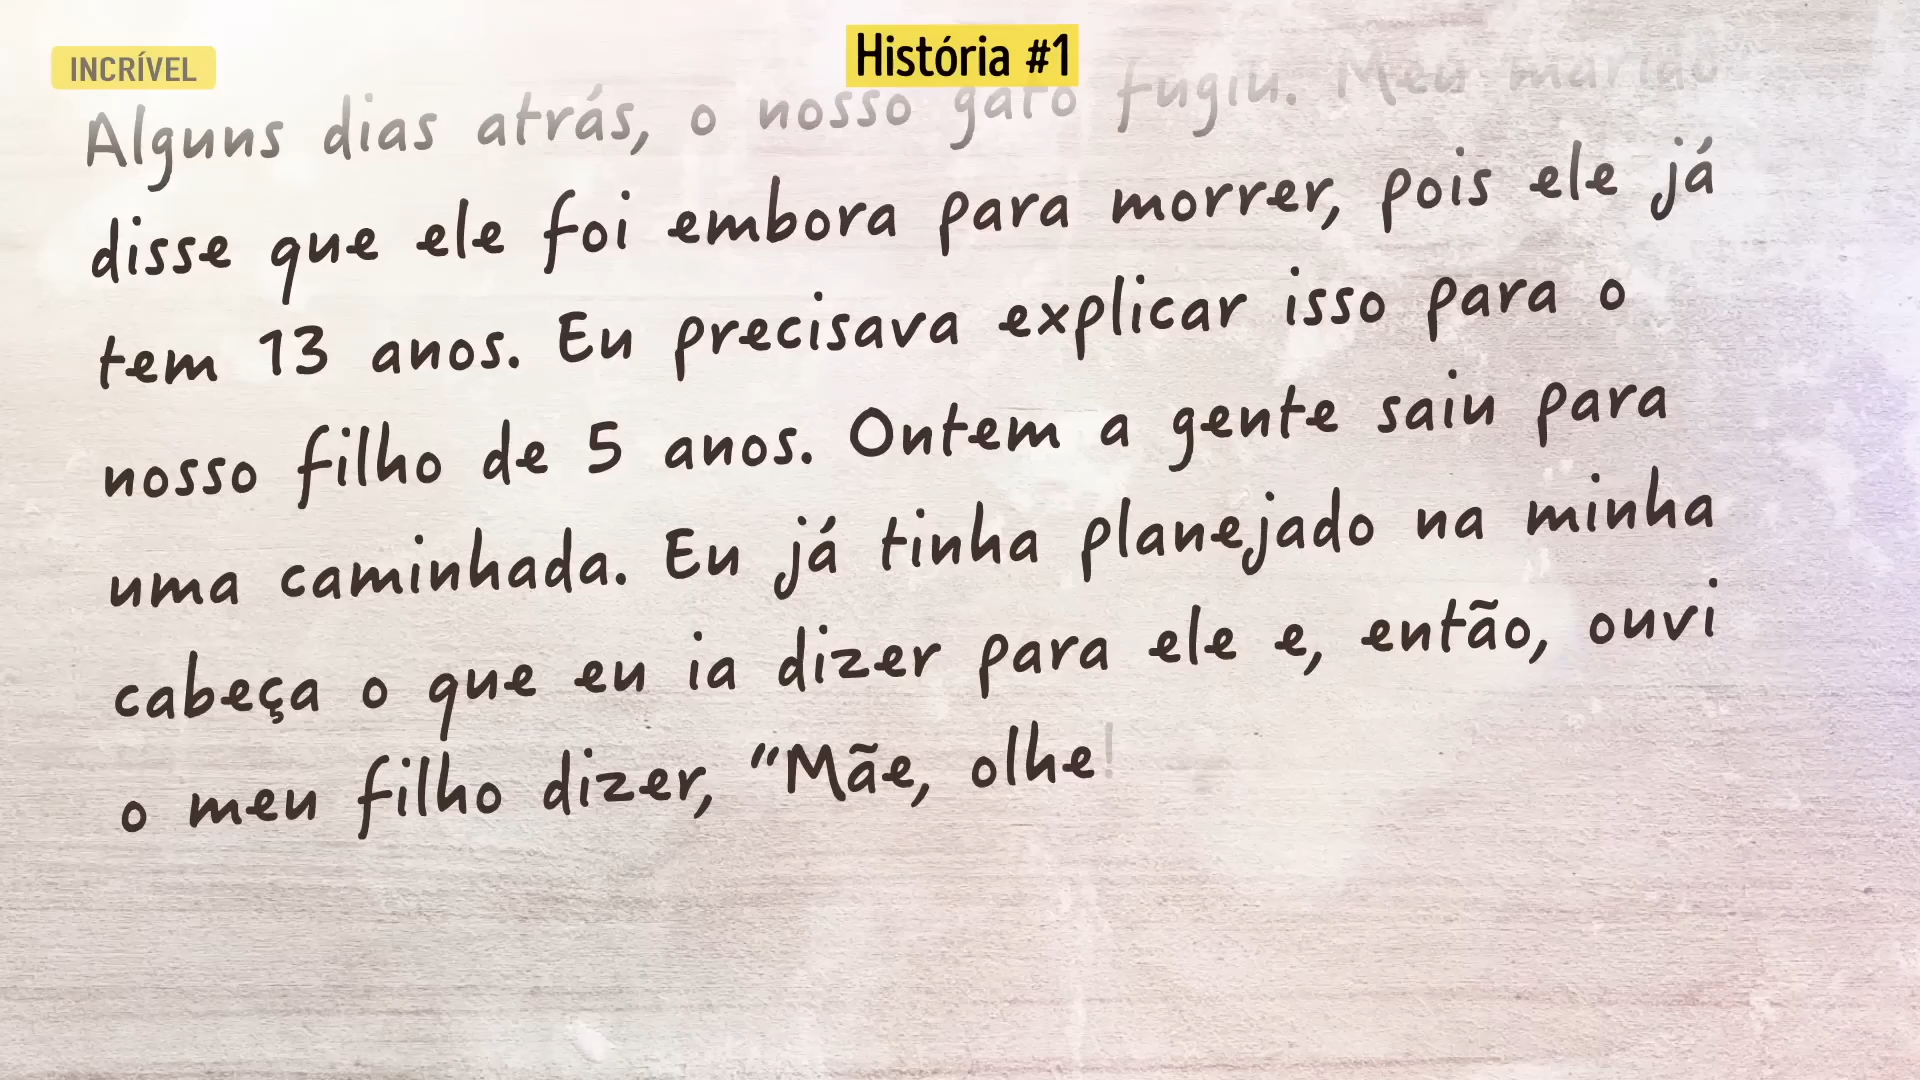 INCRÍVEL
História #1
Alguns dias atrás, o nosso gato fugiu. Meu marido
disse que ele foi embora para morrer, pois ele já
tem 13 anos. Eu precisava explicar isso para o
nosso filho de 5 anos. Ontem a gente saiu para
uma caminhada. Eu já tinha planejado na minha
cabeça o que eu ia dizer para ele e, então, ouvi
o meu filho dizer, “Mãe, olhe!